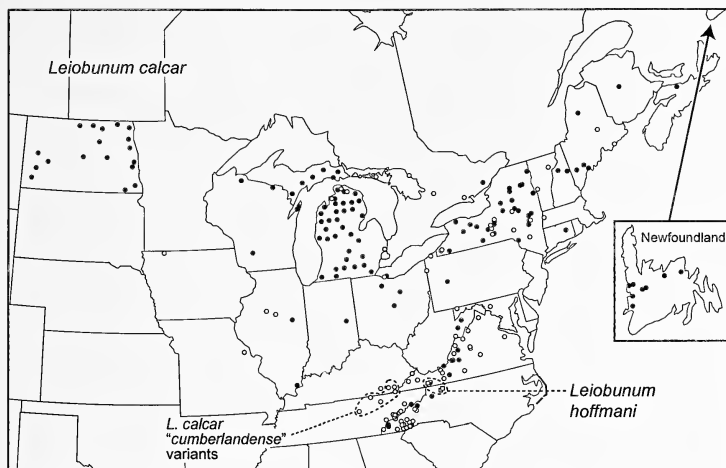 Leiobunum calcar
Newfoundland
Leiobunum
hoffmani
L. calcar
"cumberlandense"
variants